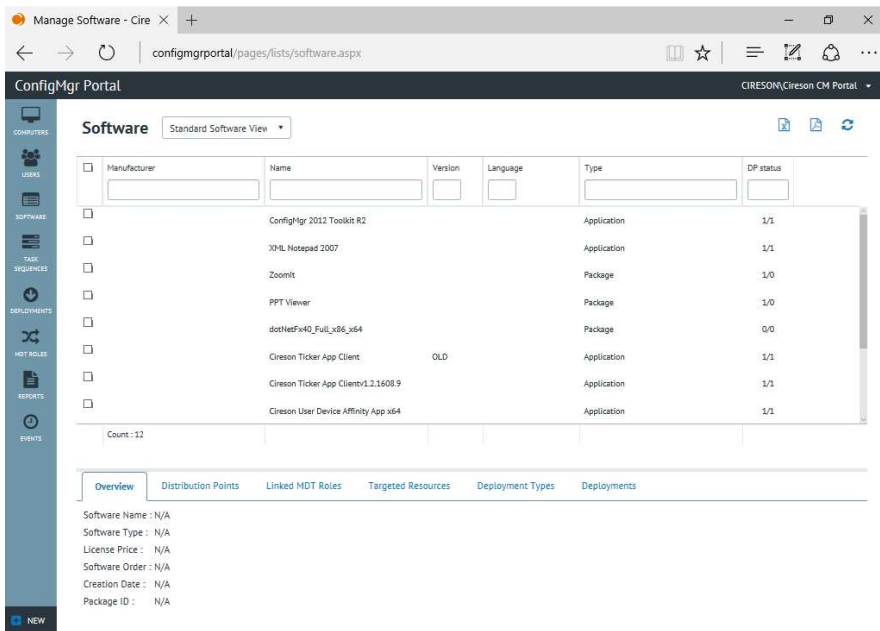 Manage Software - Cire
configmgrportal/pages/lists/software.aspx
ConfigMgr Portal CIRESON\Cireson CM Portal
COMPUTERS
USERS
SOFTWARE
TASK
SEQUENCES
DEPLOYMENTS
MDT ROLES
REPORTS
EVENTS
NEW
Software Standard Software View
Manufacturer Name Version Language Type DP status
ConfigMgr 2012 Toolkit R2 Application 1/1
XML Notepad 2007 Application 1/1
ZoomIt Package 1/0
PPT Viewer Package 1/0
dotNetFx40_Full_x86_x64 Package 0/0
Cireson Ticker App Client OLD Application 1/1
Cireson Ticker App Clientv1.2.1608.9 Application 1/1
Cireson User Device Affinity App x64 Application 1/1
Count : 12
Overview Distribution Points Linked MDT Roles Targeted Resources Deployment Types Deployments
Software Name : N/A
Software Type : N/A
License Price : N/A
Software Order : N/A
Creation Date : N/A
Package ID : N/A